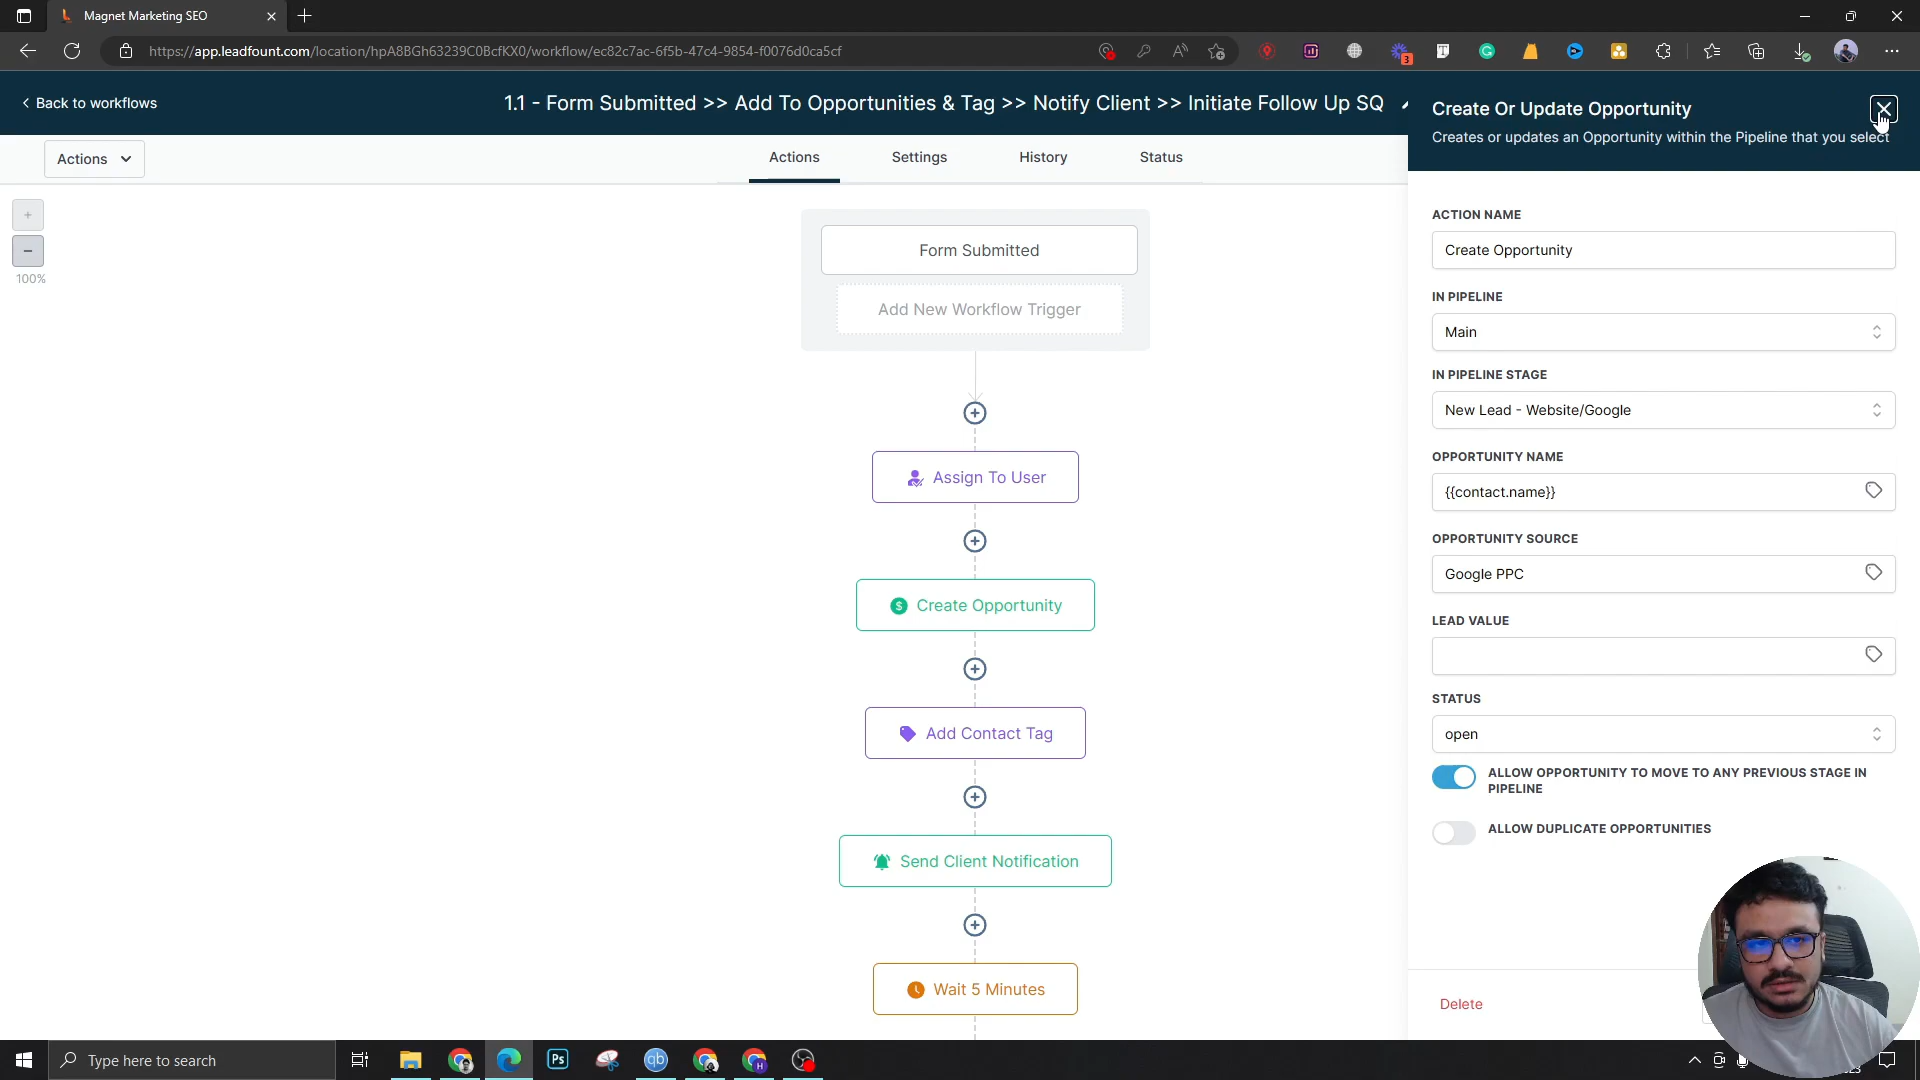 Magnet Marketing SEO
https://app.leadfount.com/location/hpA8BGh63239C0BcfKX0/workflow/ec82c7ac-6f5b-47c4-9854-f0076d0ca5cf
3
Back to workflows
1.1 - Form Submitted >> Add To Opportunities & Tag >> Notify Client >> Initiate Follow Up SQ
Create Or Update Opportunity
Creates or updates an Opportunity within the Pipeline that you select
Actions
Actions
Settings
History
Status
100%
Form Submitted
Add New Workflow Trigger
Assign To User
Create Opportunity
Add Contact Tag
Send Client Notification
Wait 5 Minutes
ACTION NAME
Create Opportunity
IN PIPELINE
Main
IN PIPELINE STAGE
New Lead - Website/Google
OPPORTUNITY NAME
{{contact.name}}
OPPORTUNITY SOURCE
Google PPC
LEAD VALUE
STATUS
open
ALLOW OPPORTUNITY TO MOVE TO ANY PREVIOUS STAGE IN
PIPELINE
ALLOW DUPLICATE OPPORTUNITIES
Delete
Type here to search
Ps
qb